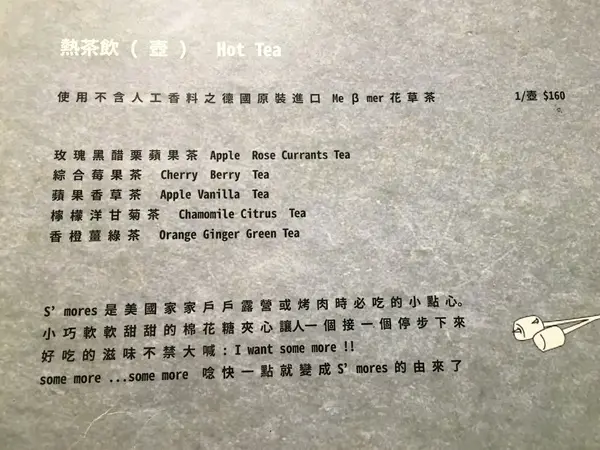 熱茶飲(壺) Hot Tea
使用不含人工香料之德國原裝進口 Me β mer花草茶 1/壺 $160
。
玫瑰黑醋栗蘋果茶 Apple Rose Currants Tea
綜合莓果茶 Cherry Berry Tea
蘋果香草茶 Apple Vanilla Tea
檸檬洋甘菊茶 Chamomile Citrus Tea
香橙薑綠茶 Orange Ginger Green Tea
S’mores是美國家家戶戶露營或烤肉時必吃的小點心。
小巧軟軟甜甜的棉花糖夾心讓人一個接一個停步下來
好吃的滋味不禁大喊:I want some more !!
some more ...some more 唸快一點就變成S’mores的由來了